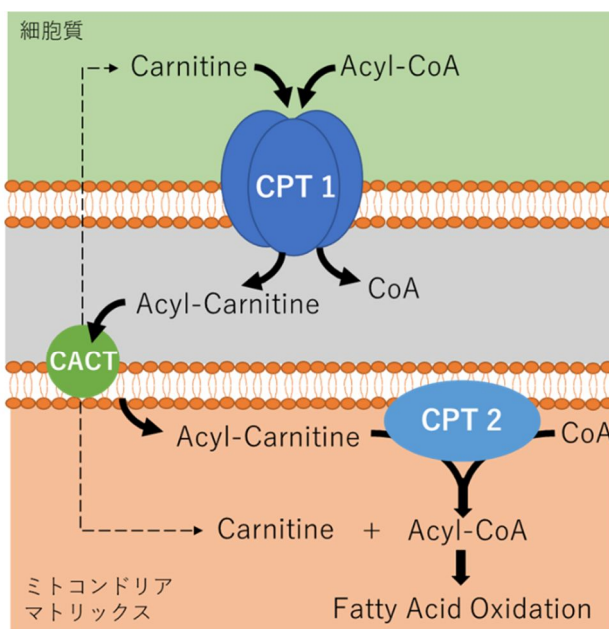 細胞質
Carnitine
Acyl-CoA
CPT 1
Acyl-Carnitine
CoA
CACT
CPT 2
Acyl-Carnitine
CoA
Carnitine + Acyl-CoA
ミトコンドリア
マトリックス
Fatty Acid Oxidation